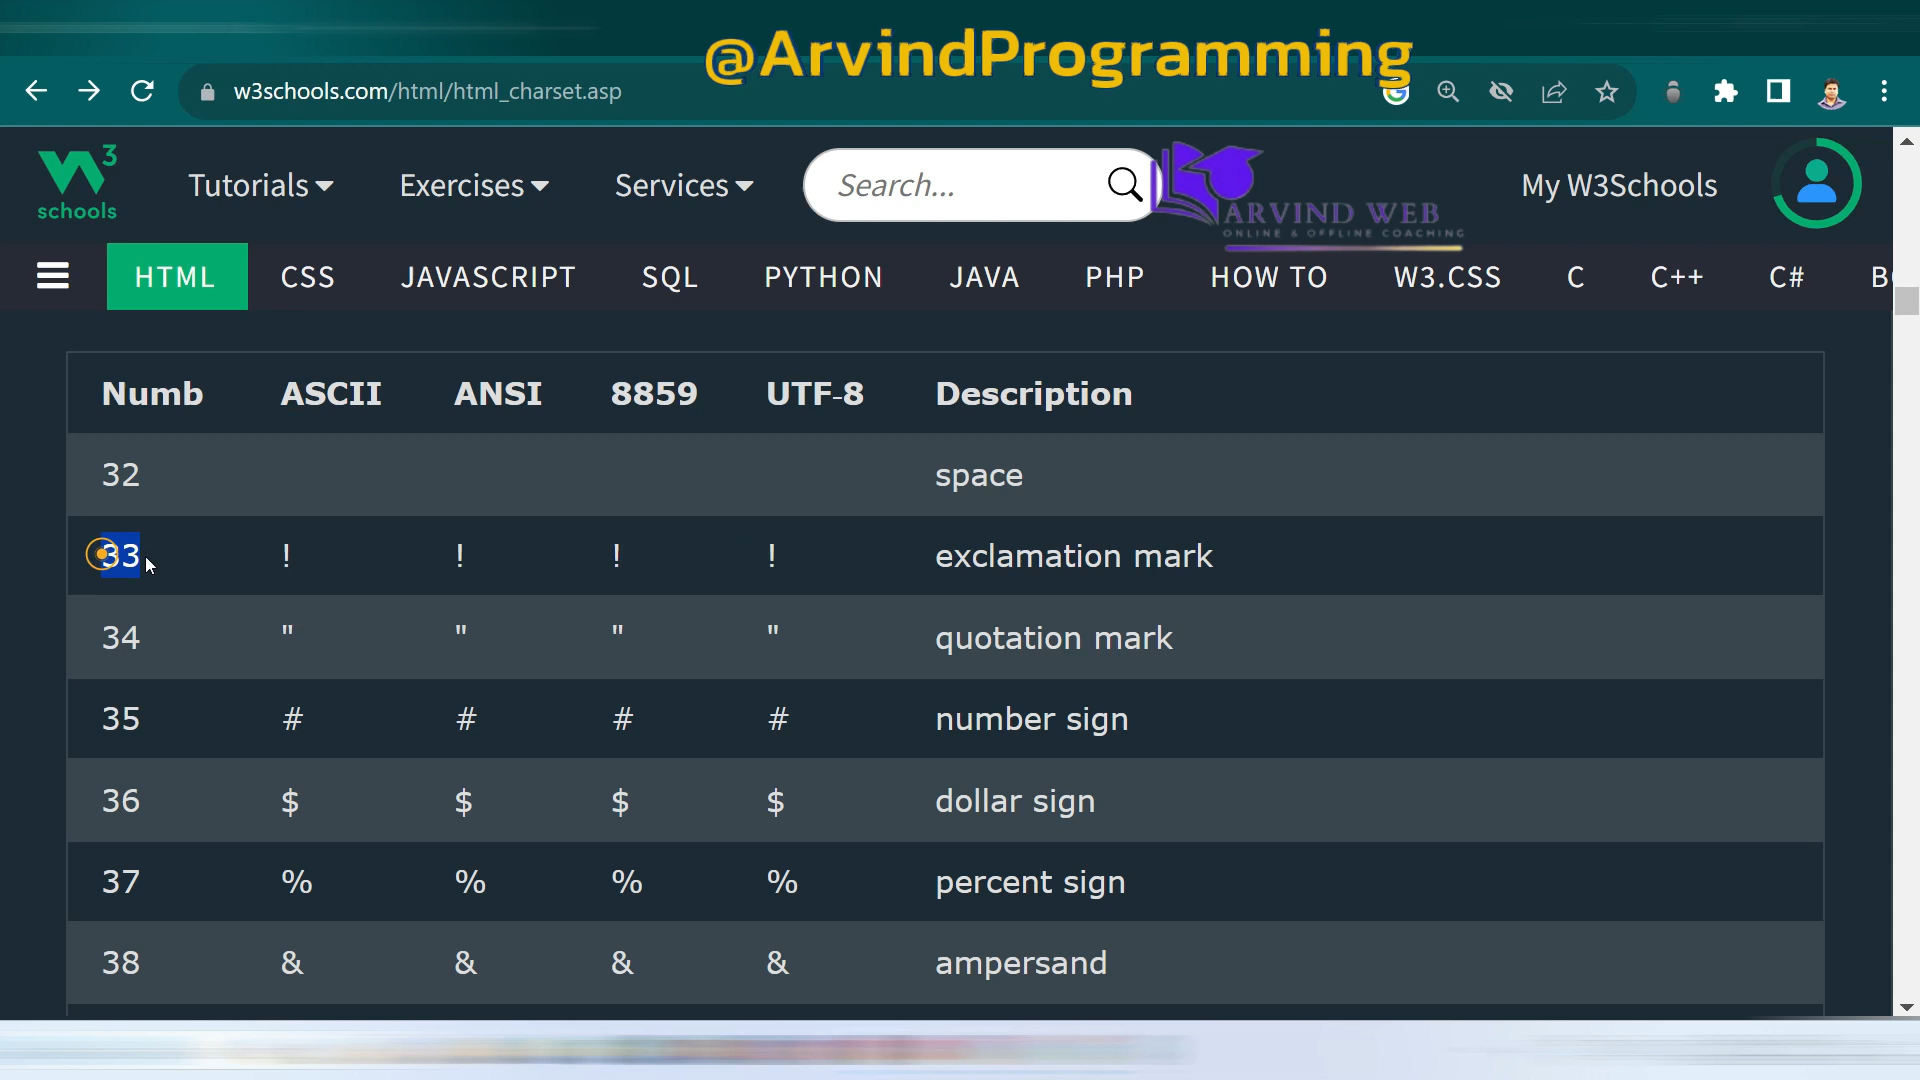 @ArvindProgramming
w3schools.com/html/html_charset.asp
W3 schools
Tutorials Exercises Services Search... My W3Schools
ARVIND WEB
ONLINE & OFFLINE COACHING
HTML CSS JAVASCRIPT SQL PYTHON JAVA PHP HOW TO W3.CSS C C++ C#
Numb ASCII ANSI 8859 UTF-8 Description
32 space
33 ! ! ! ! exclamation mark
34 " " " " quotation mark
35 # # # # number sign
36 $ $ $ $ dollar sign
37 % % % % percent sign
38 & & & & ampersand